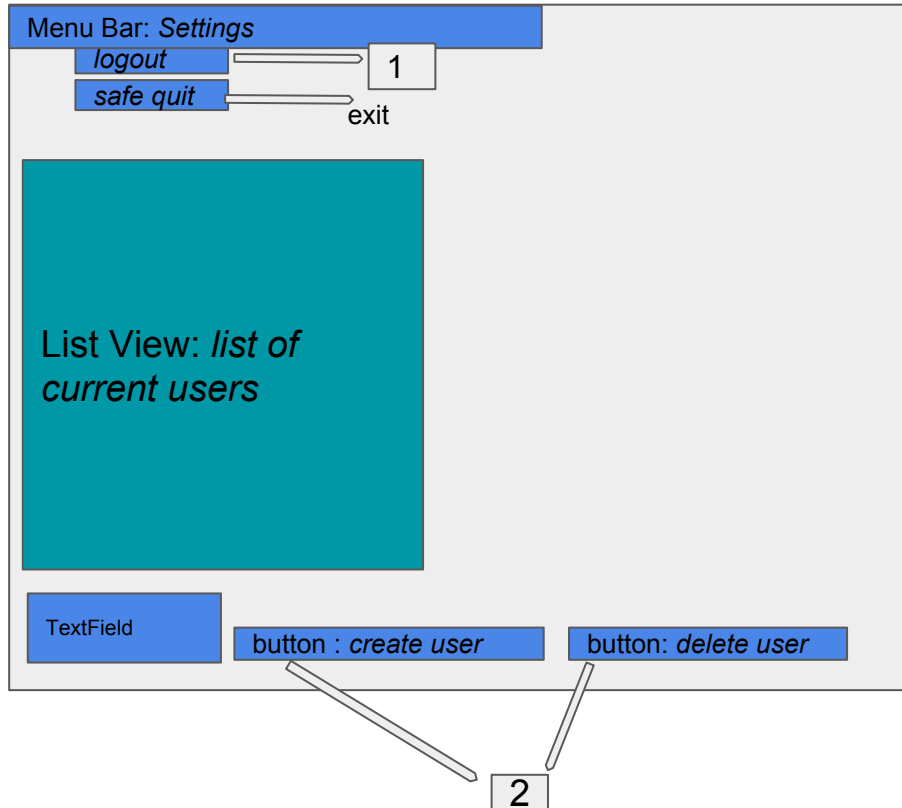 Menu Bar: Settings
logout
1
safe quit
exit
List View: list of
current users
TextField
button : create user
button: delete user
2